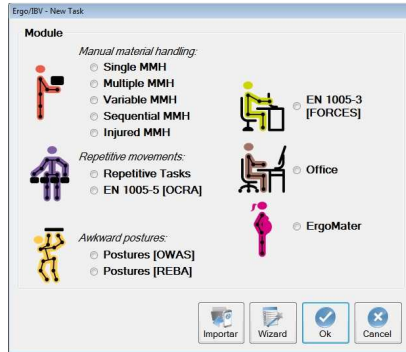 Ergo/IBV - New Task
Module
Manual material handling:
Single MMH
Multiple MMH
Variable MMH
Sequential MMH
Injured MMH
Repetitive movements:
Repetitive Tasks
EN 1005-5 [OCRA]
Awkward postures:
Postures [OWAS]
Postures [REBA]
EN 1005-3
[FORCES]
Office
ErgoMater
Importar
Wizard
Ok
Cancel